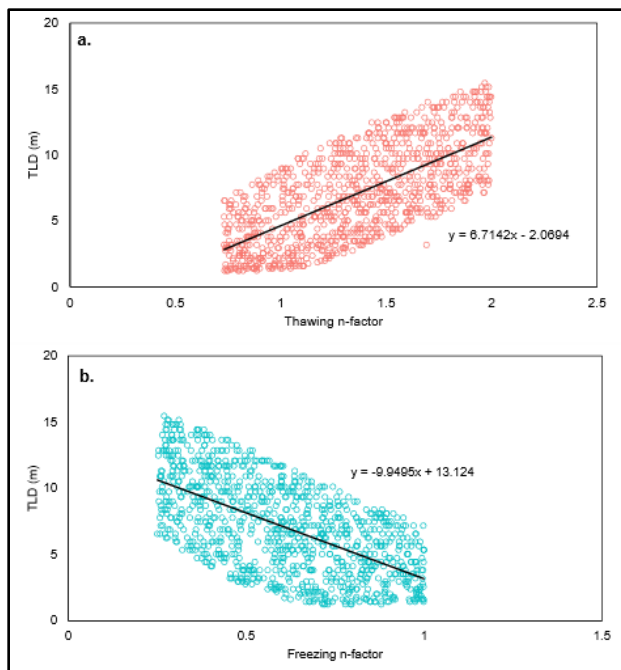 a.
20
15
10
5
0
TLD (m)
y = 6.7142x - 2.0694
0 0.5 1 1.5 2 2.5
Thawing n-factor
b.
20
15
10
5
0
TLD (m)
y = -9.9495x + 13.124
0 0.5 1 1.5
Freezing n-factor